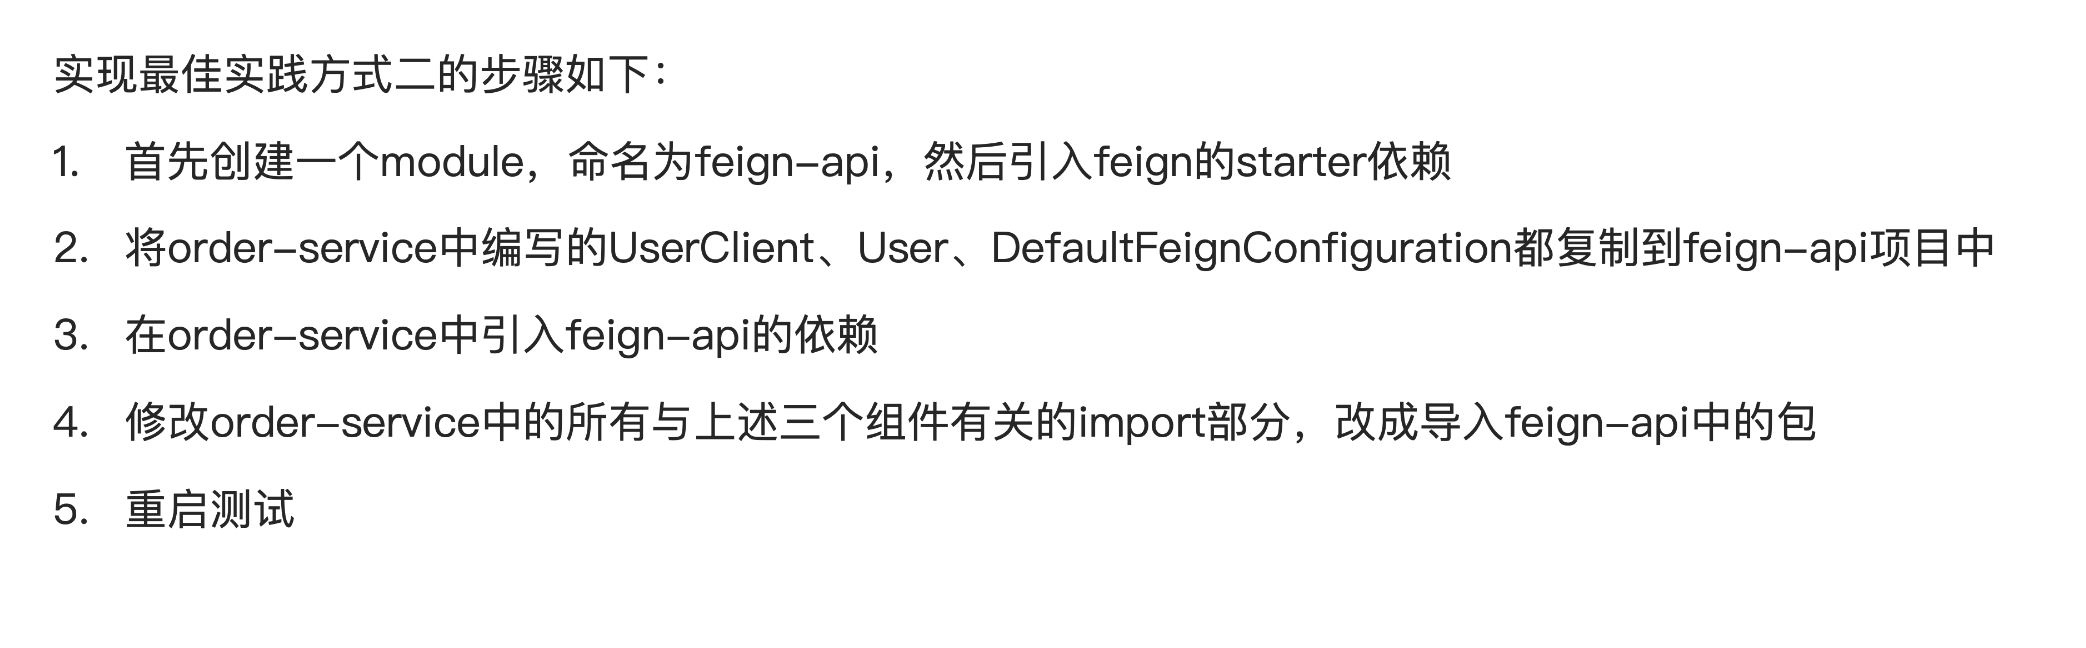 实现最佳实践方式二的步骤如下：
1. 首先创建一个module，命名为feign-api，然后引入feign的starter依赖
2. 将order-service中编写的UserClient、User、DefaultFeignConfiguration都复制到feign-api项目中
3. 在order-service中引入feign-api的依赖
4. 修改order-service中的所有与上述三个组件有关的import部分，改成导入feign-api中的包
5. 重启测试